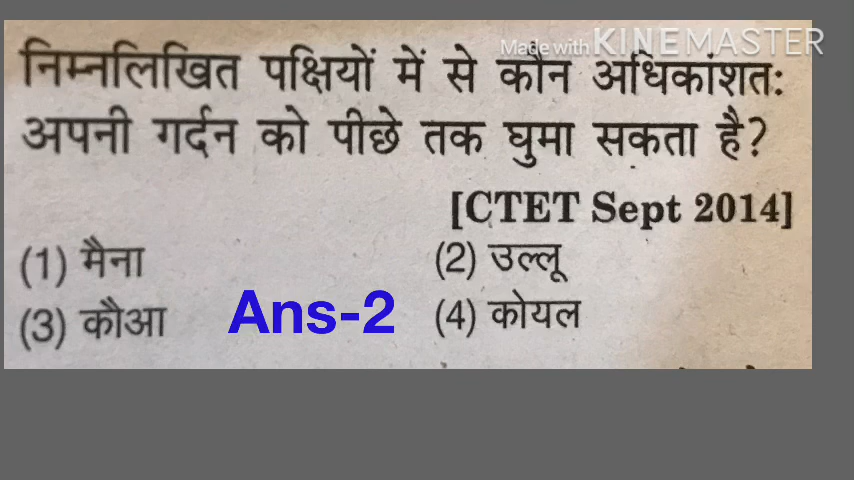 Made with KINEMASTER
निम्नलिखित पक्षियों में से कौन अधिकांशतः
अपनी गर्दन को पीछे तक घुमा सकता है?
[CTET Sept 2014]
(1) मैना (2) उल्लू
(3) कौआ Ans-2 (4) कोयल